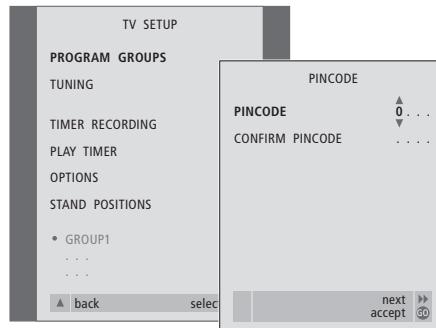 TV SETUP
PROGRAM GROUPS
TUNING
TIMER RECORDING
PLAY TIMER
OPTIONS
STAND POSITIONS
• GROUP1
. . .
. . .
back selec
PINCODE
PINCODE 0 . . .
CONFIRM PINCODE . . . .
next
accept GO